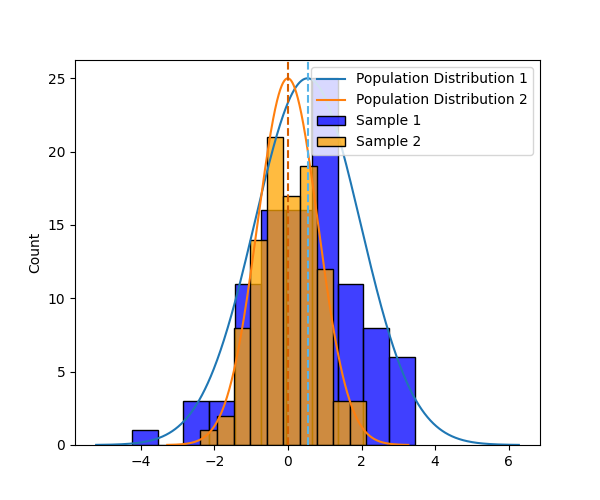 Population Distribution 1
Population Distribution 2
Sample 1
Sample 2
25
20
15
10
5
0
Count
−4
−2
0
2
4
6